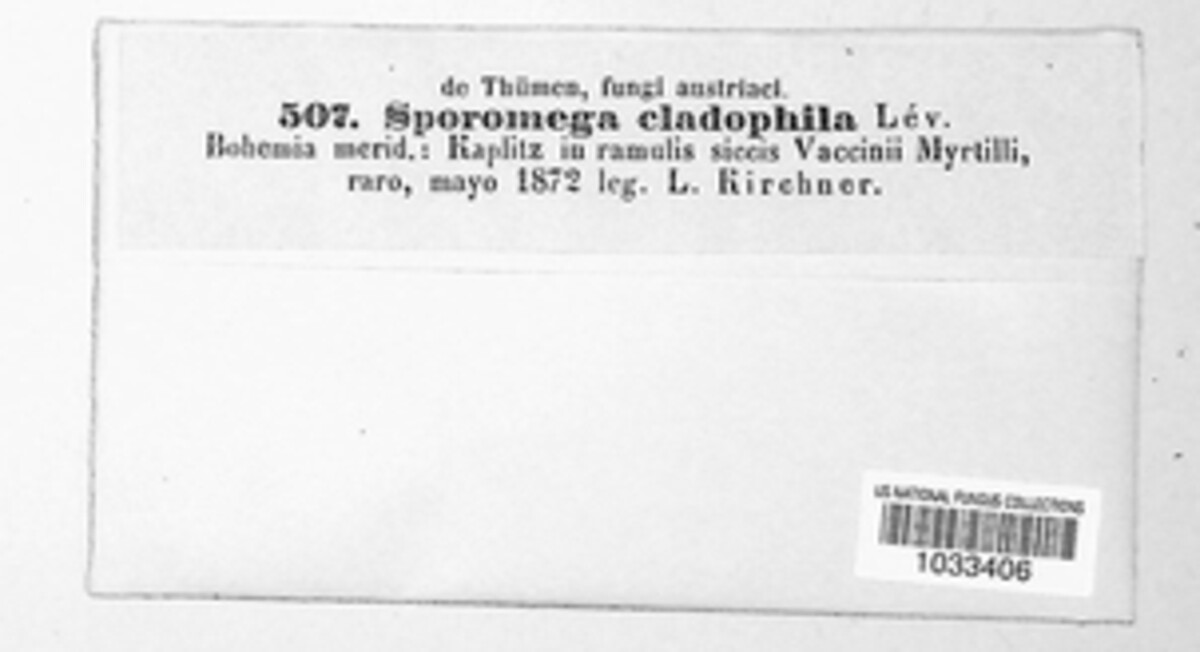 de Thümen, fungi austriaci.
507. Sporomega cladophila Lév.
Bohemia merid.: Kaplitz in ramulis siccis Vaccinii Myrtilli,
raro, mayo 1872 leg. L. Kirchner.
US NATIONAL FUNGUS COLLECTIONS
1033406